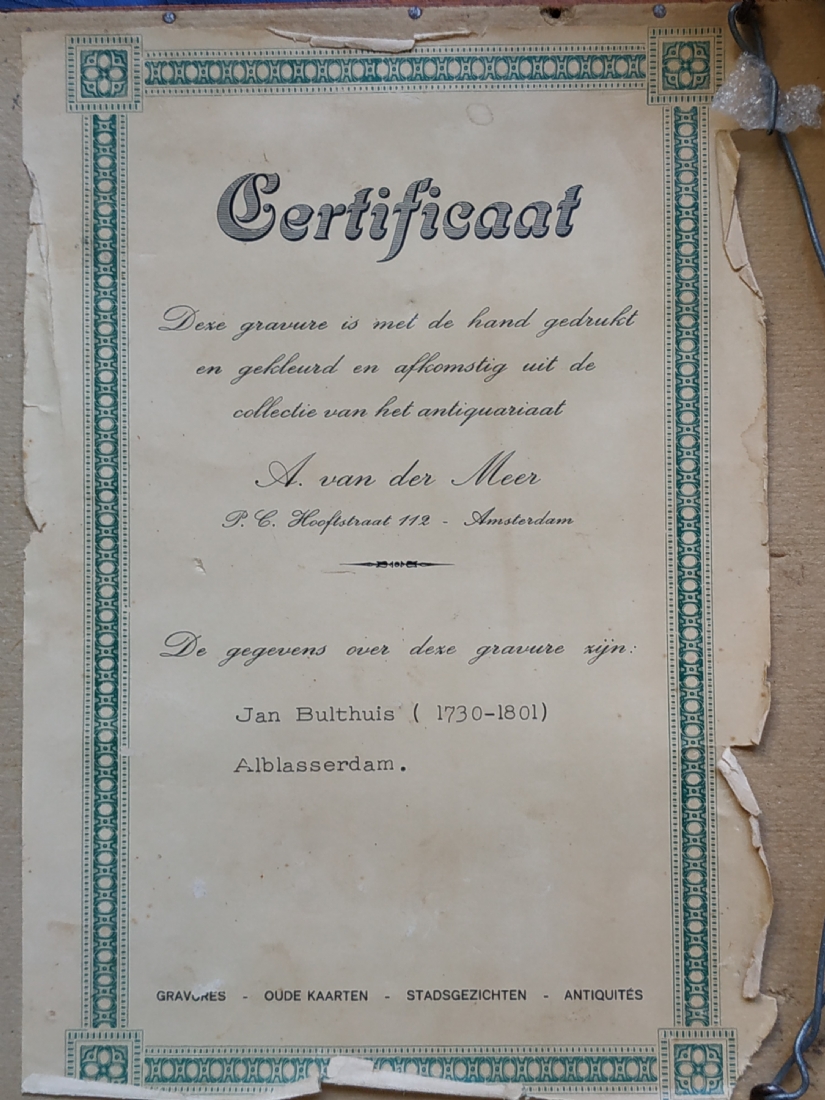 Certificaat
Deze gravure is met de hand gedrukt
en gekleurd en afkomstig uit de
collectie van het antiquariaat
A. van der Meer
P. C. Hooftstraat 112 - Amsterdam
De gegevens over deze gravure zijn:
Jan Bulthuis ( 1730-1801)
Alblasserdam.
GRAVURES - OUDE KAARTEN - STADSGEZICHTEN - ANTIQUITÉS